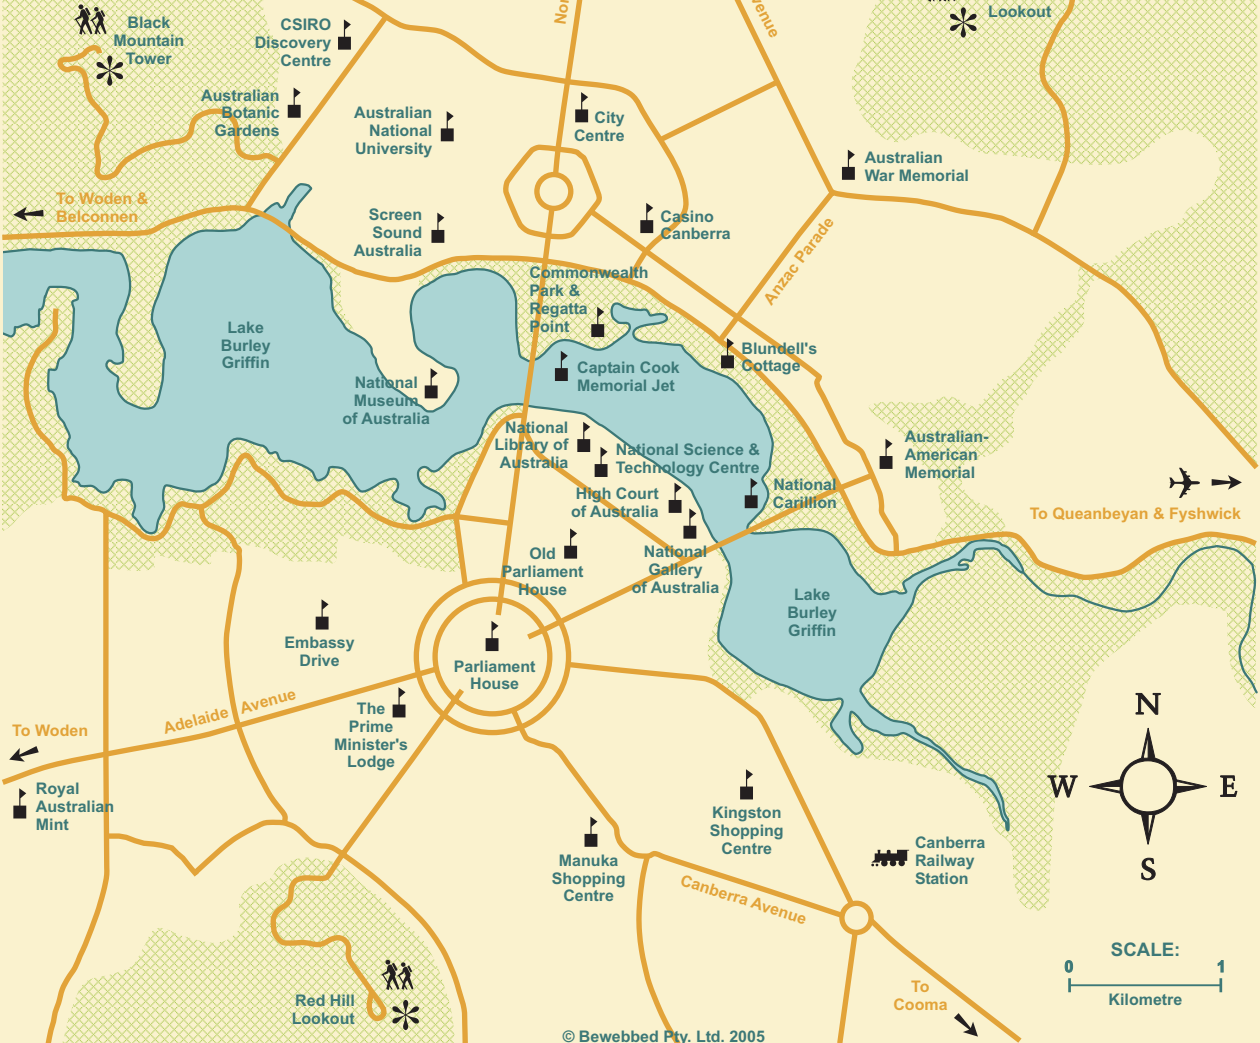 Black
Mountain
Tower
CSIRO
Discovery
Centre
Nor
venue
Lookout
Australian
Botanic
Gardens
Australian
National
University
City
Centre
Australian
War Memorial
To Woden &
Belconnen
Screen
Sound
Australia
Casino
Canberra
Anzac Parade
Commonwealth
Park &
Regatta
Point
Lake
Burley
Griffin
Captain Cook
Memorial Jet
Blundell's
Cottage
National
Museum
of Australia
National
Library of
Australia
National Science &
Technology Centre
Australian-
American
Memorial
High Court
of Australia
National
Carillion
To Queanbeyan & Fyshwick
Old
Parliament
House
National
Gallery
of Australia
Lake
Burley
Griffin
Embassy
Drive
Parliament
House
Adelaide Avenue
The
Prime
Minister's
Lodge
To Woden
Royal
Australian
Mint
N
W
E
S
Kingston
Shopping
Centre
Manuka
Shopping
Centre
Canberra
Railway
Station
Canberra Avenue
SCALE:
0 1
Kilometre
To
Cooma
Red Hill
Lookout
© Bewebbed Pty. Ltd. 2005